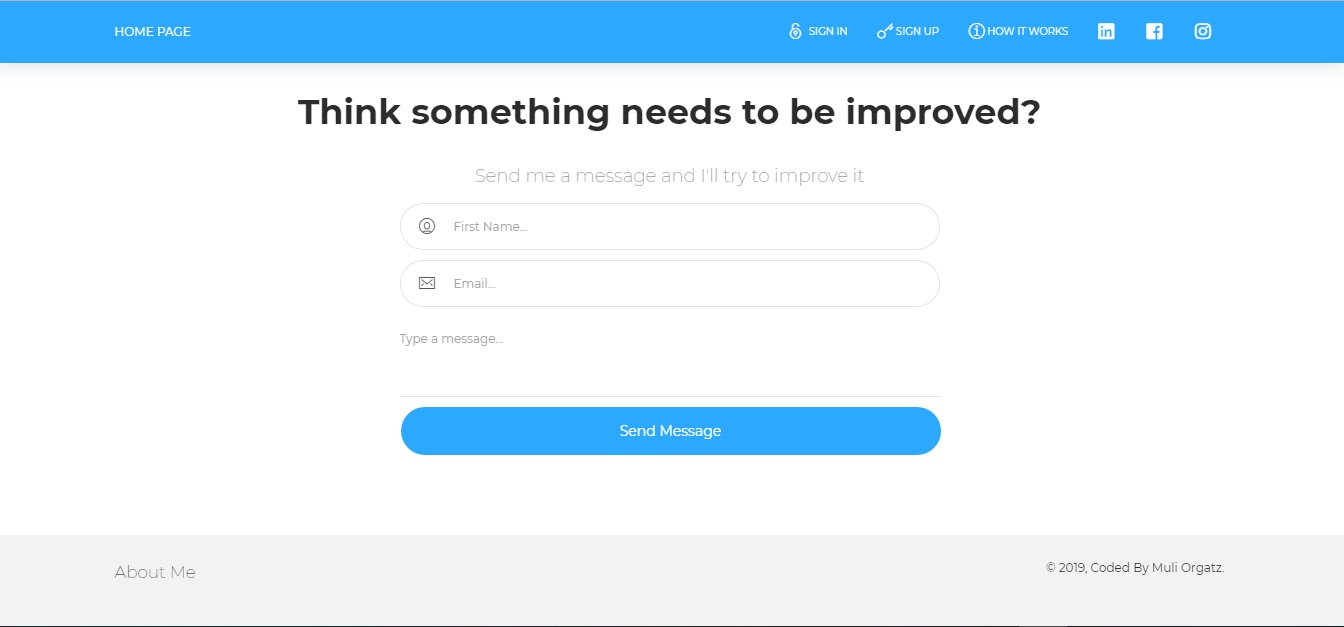 HOME PAGE
SIGN IN
SIGN UP
HOW IT WORKS
Think something needs to be improved?
Send me a message and I'll try to improve it
First Name...
Email...
Type a message...
Send Message
About Me
© 2019, Coded By Muli Orgatz.